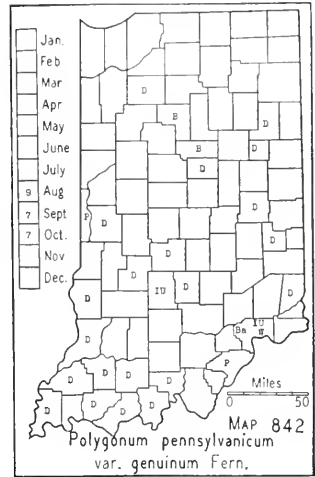 Jan.
Feb
Mar
Apr
May
June
July
9 Aug
7 Sept
7 Oct.
Nov
Dec.
D
B
D
B
D
D
D
P
D
D
D
D
IU
D
D
D
IU
W
Ba
D
P
D
D
D
D
D
D
D
D
Miles
0
50
MAP 842
Polygonum pennsylvanicum
var. genuinum Fern.